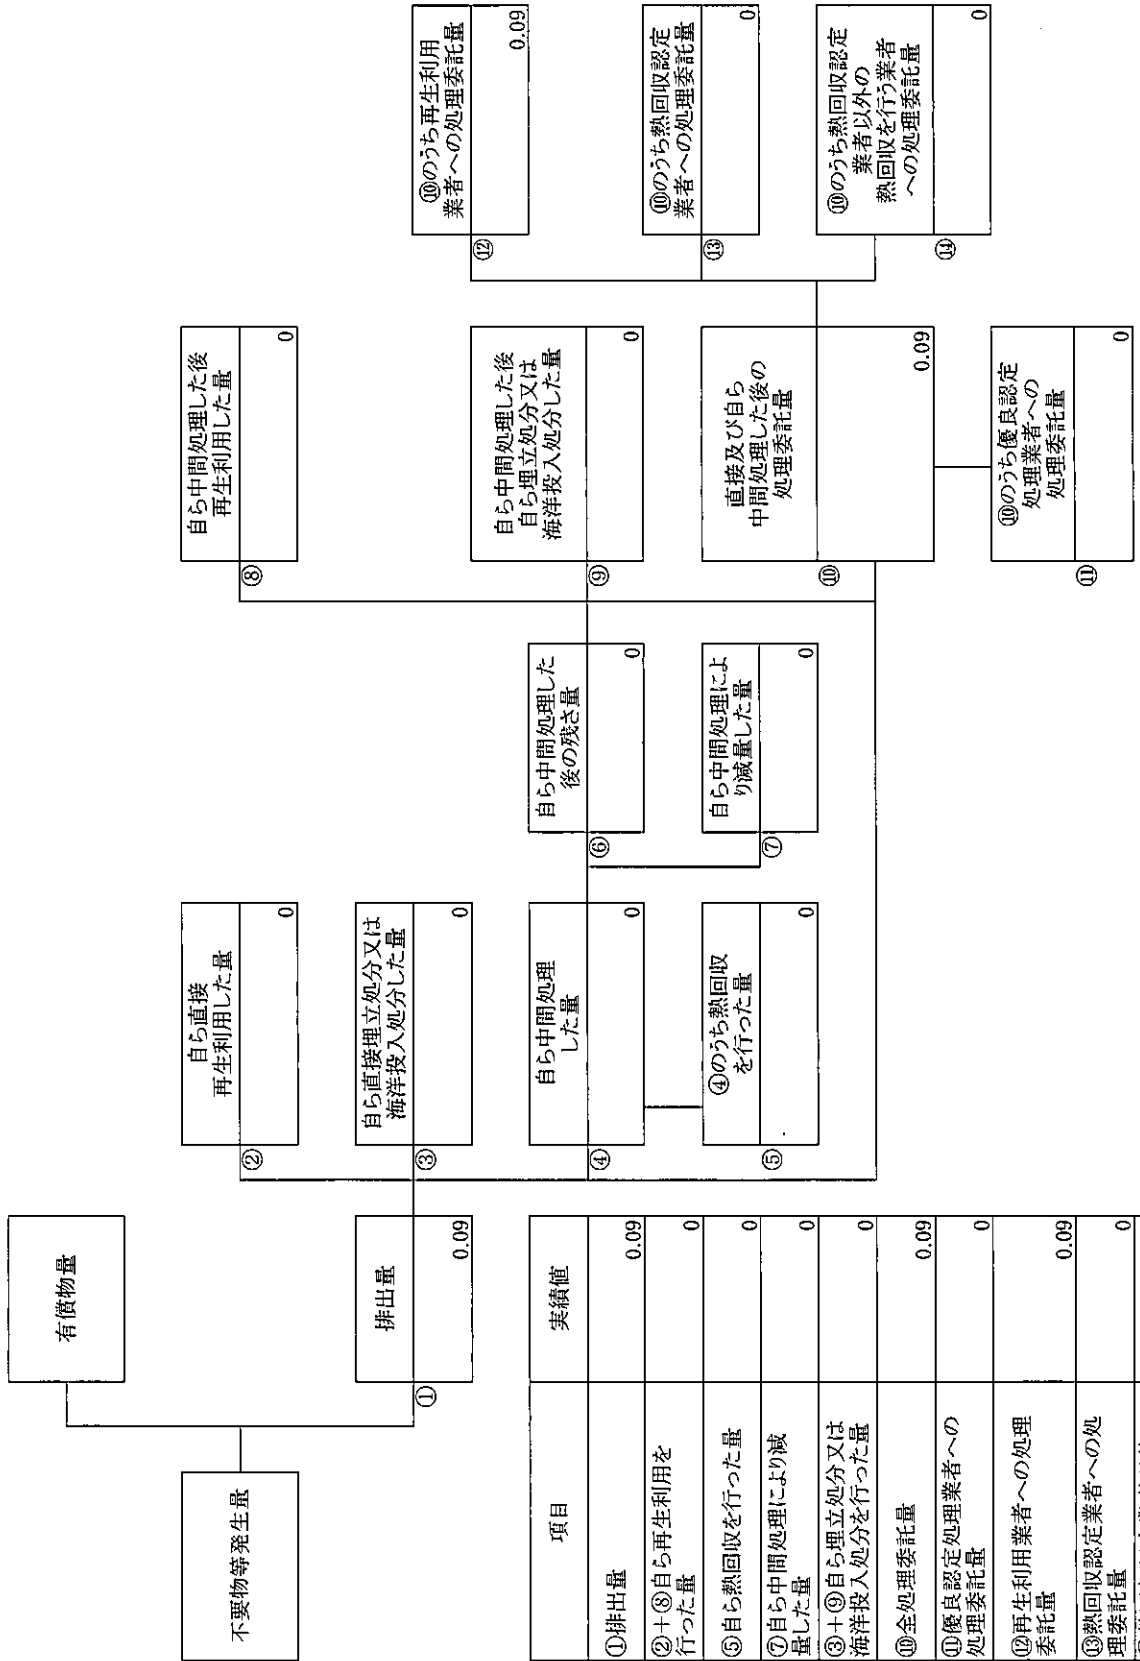 不要物等発生量
有償物量
①
排出量
0.09
②
自ら直接
再生利用した量
0
③
自ら直接埋立処分又は
海洋投入処分した量
0
④
自ら中間処理
した量
0
⑤
④のうち熱回収
を行った量
0
⑥
自ら中間処理した
後の残さ量
0
⑦
自ら中間処理によ
り減量した量
0
⑧
自ら中間処理した後
再生利用した量
0
⑨
自ら中間処理した後
自ら埋立処分又は
海洋投入処分した量
0
⑩
直接及び自ら
中間処理した後の
処理委託量
0.09
⑪
⑩のうち優良認定
処理業者への
処理委託量
0
⑫
⑩のうち再生利用
業者への処理委託量
0.09
⑬
⑩のうち熱回収認定
業者への処理委託量
0
⑭
⑩のうち熱回収認定
業者以外の
熱回収を行う業者
への処理委託量
0
項目 実績値
①排出量 0.09
②+⑧自ら再生利用を
行った量 0
⑤自ら熱回収を行った量 0
⑦自ら中間処理により減
量した量 0
③+⑨自ら埋立処分又は
海洋投入処分を行った量 0
⑩全処理委託量 0.09
⑪優良認定処理業者への
処理委託量 0
⑫再生利用業者への処理
委託量 0.09
⑬熱回収認定業者への処
理委託量 0